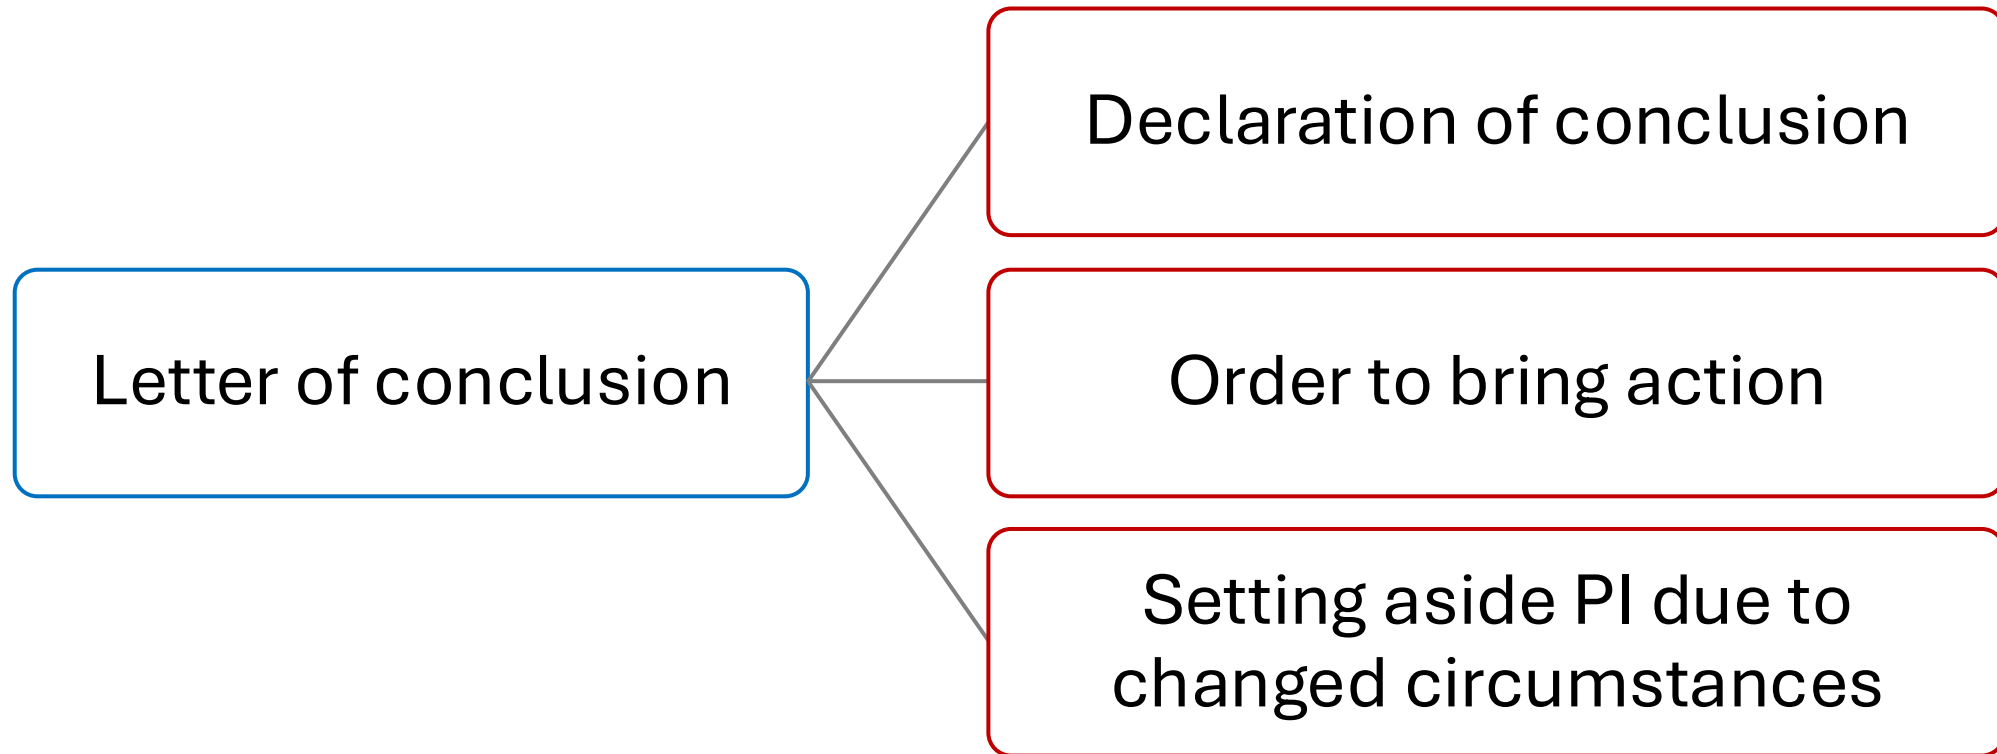 Declaration of conclusion
Letter of conclusion
Order to bring action
Setting aside PI due to
changed circumstances